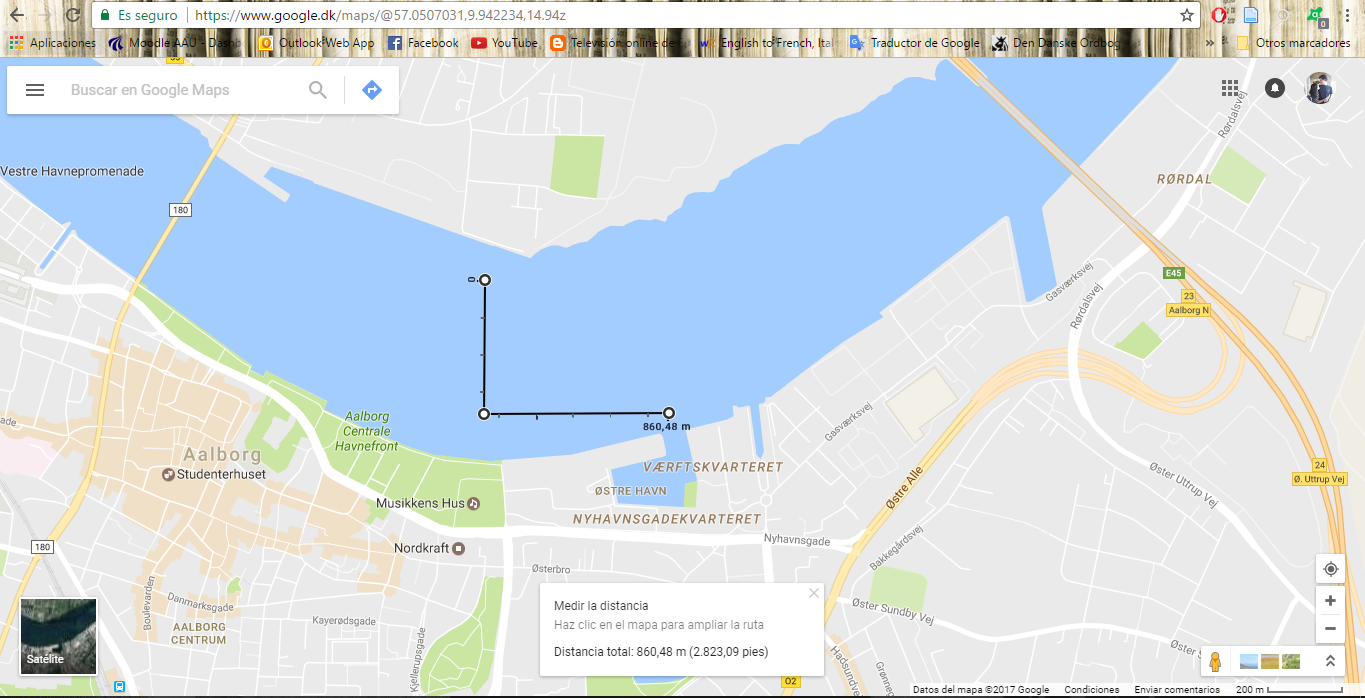 Es seguro
https://www.google.dk/maps/@57.0507031,9.942234,14.94z
0
Aplicaciones
Moodle AAU - Dashb
Outlook Web App
Facebook
YouTube
Televisión online de
English to French, Ital
Traductor de Google
Den Danske Ordbog
»
Otros marcadores
55
Buscar en Google Maps
Rørdalsvej
Vestre Havnepromenade
RØRDAL
180
E45
Gasværksvej
0
23
Aalborg N
Rørdalsvej
860,48 m
Aalborg
Centrale
Havnefront
Gasværksvej
Aalborg
Studenterhuset
VÆRFTSKVARTERET
ØSTRE HAVN
Østre Alle
Øster Uttrup Vej
24
Ø. Uttrup Vej
Musikkens Hus
NYHAVNSGADEKVARTERET
180
Nordkraft
Nyhavnsgade
Bakkegårdsvej
Østerbro
Boulevarden
Danmarksgade
Kayerødsgade
AALBORG
CENTRUM
Kjellerupsgade
Medir la distancia
Haz clic en el mapa para ampliar la ruta
Distancia total: 860,48 m (2.823,09 pies)
Øster Sundby Vej
Hadsundvej
O2
Satélite
Datos del mapa ©2017 Google
Condiciones
Enviar comentarios
200 m